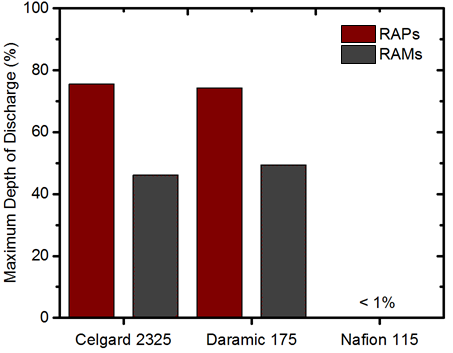 100
80
60
40
20
0
Maximum Depth of Discharge (%)
RAPs
RAMs
< 1%
Celgard 2325
Daramic 175
Nafion 115